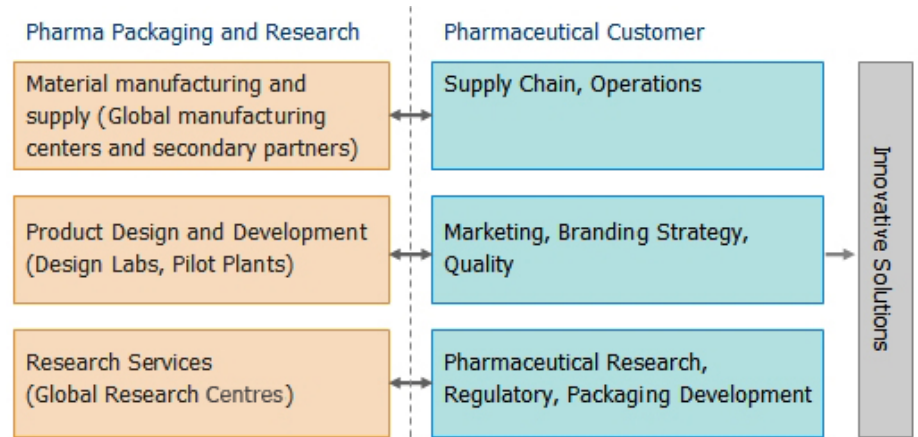 Pharma Packaging and Research
Pharmaceutical Customer
Material manufacturing and
supply (Global manufacturing
centers and secondary partners)
Supply Chain, Operations
Product Design and Development
(Design Labs, Pilot Plants)
Marketing, Branding Strategy,
Quality
Research Services
(Global Research Centres)
Pharmaceutical Research,
Regulatory, Packaging Development
Innovative Solutions